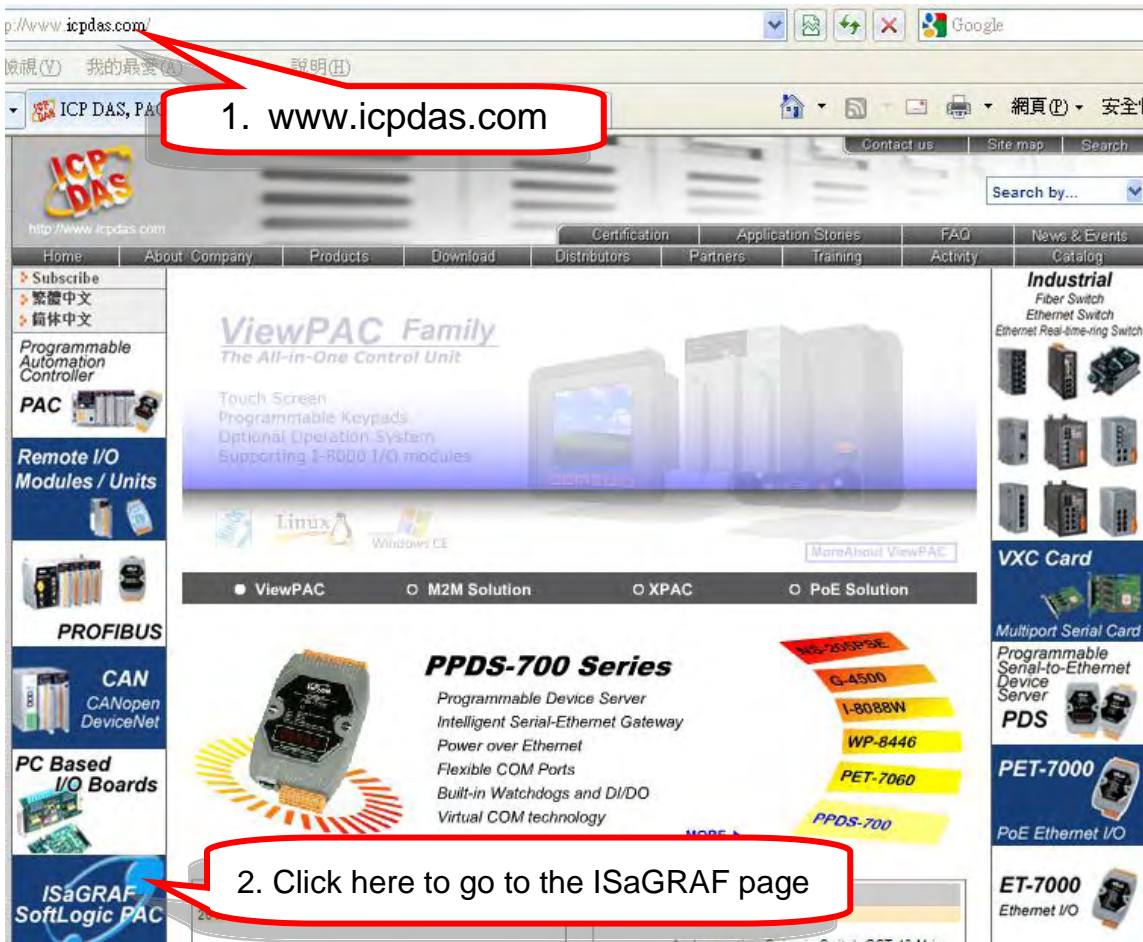 p://www.icpdas.com/
Google
檢視(V) 我的最愛(A) 說明(H)
ICP DAS, PAC
1. www.icpdas.com
網頁(P) 安全
ICP DAS
http://www.icpdas.com
Contact us Site map Search
Search by...
Certification Application Stories FAQ News & Events
Home About Company Products Download Distributors Partners Training Activity Catalog
Subscribe
繁體中文
简体中文
Programmable
Automation
Controller
PAC
Remote I/O
Modules / Units
PROFIBUS
CAN
CANopen
DeviceNet
PC Based
I/O Boards
ISaGRAF
SoftLogic PAC
ViewPAC Family
The All-in-One Control Unit
Touch Screen
Programmable Keypads
Optional Operation System
Supporting I-8000 I/O modules
MiniOS7
Linux
Windows CE
MoreAbout ViewPAC
ViewPAC M2M Solution XPAC PoE Solution
PPDS-700 Series
Programmable Device Server
Intelligent Serial-Ethernet Gateway
Power over Ethernet
Flexible COM Ports
Built-in Watchdogs and DI/DO
Virtual COM technology
MORE
NS-205PSE
G-4500
I-8088W
WP-8446
PET-7060
PPDS-700
2. Click here to go to the ISaGRAF page
Industrial
Fiber Switch
Ethernet Switch
Ethernet Real-time-ring Switch
VXC Card
Multiport Serial Card
Programmable
Serial-to-Ethernet
Device
Server
PDS
PET-7000
PoE Ethernet I/O
ET-7000
Ethernet I/O